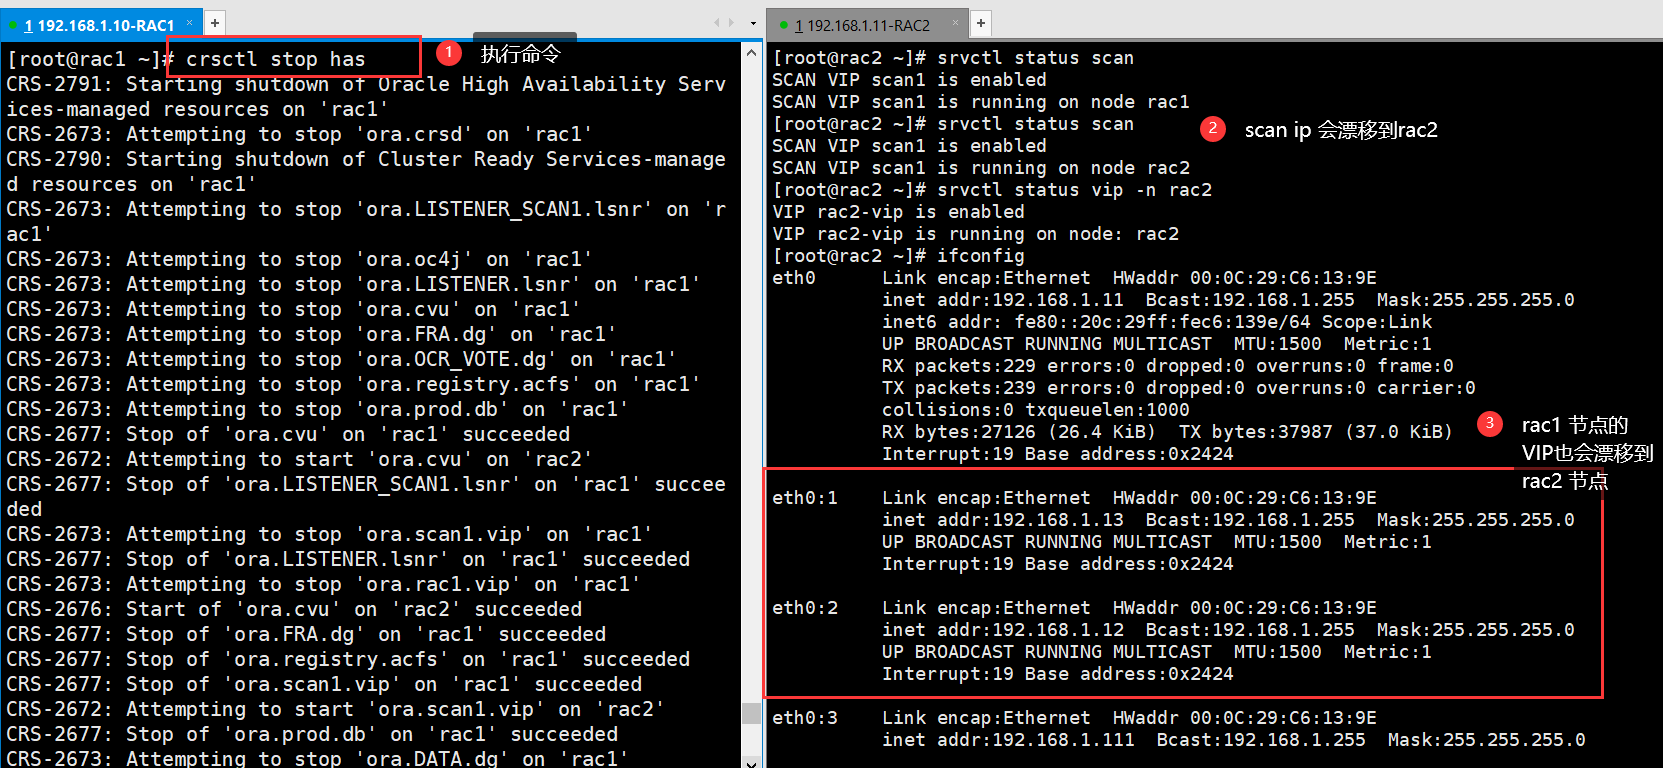 1 192.168.1.10-RAC1 × +
[root@rac1 ~]# crsctl stop has
1 执行命令
CRS-2791: Starting shutdown of Oracle High Availability Serv
ices-managed resources on 'rac1'
CRS-2673: Attempting to stop 'ora.crsd' on 'rac1'
CRS-2790: Starting shutdown of Cluster Ready Services-manage
d resources on 'rac1'
CRS-2673: Attempting to stop 'ora.LISTENER_SCAN1.lsnr' on 'r
ac1'
CRS-2673: Attempting to stop 'ora.oc4j' on 'rac1'
CRS-2673: Attempting to stop 'ora.LISTENER.lsnr' on 'rac1'
CRS-2673: Attempting to stop 'ora.cvu' on 'rac1'
CRS-2673: Attempting to stop 'ora.FRA.dg' on 'rac1'
CRS-2673: Attempting to stop 'ora.OCR_VOTE.dg' on 'rac1'
CRS-2673: Attempting to stop 'ora.registry.acfs' on 'rac1'
CRS-2673: Attempting to stop 'ora.prod.db' on 'rac1'
CRS-2677: Stop of 'ora.cvu' on 'rac1' succeeded
CRS-2672: Attempting to start 'ora.cvu' on 'rac2'
CRS-2677: Stop of 'ora.LISTENER_SCAN1.lsnr' on 'rac1' succee
ded
CRS-2673: Attempting to stop 'ora.scan1.vip' on 'rac1'
CRS-2677: Stop of 'ora.LISTENER.lsnr' on 'rac1' succeeded
CRS-2673: Attempting to stop 'ora.rac1.vip' on 'rac1'
CRS-2676: Start of 'ora.cvu' on 'rac2' succeeded
CRS-2677: Stop of 'ora.FRA.dg' on 'rac1' succeeded
CRS-2677: Stop of 'ora.registry.acfs' on 'rac1' succeeded
CRS-2677: Stop of 'ora.scan1.vip' on 'rac1' succeeded
CRS-2672: Attempting to start 'ora.scan1.vip' on 'rac2'
CRS-2677: Stop of 'ora.prod.db' on 'rac1' succeeded
CRS-2673: Attempting to stop 'ora.DATA.dg' on 'rac1'
1 192.168.1.11-RAC2 × +
[root@rac2 ~]# srvctl status scan
SCAN VIP scan1 is enabled
SCAN VIP scan1 is running on node rac1
[root@rac2 ~]# srvctl status scan
2 scan ip 会漂移到rac2
SCAN VIP scan1 is enabled
SCAN VIP scan1 is running on node rac2
[root@rac2 ~]# srvctl status vip -n rac2
VIP rac2-vip is enabled
VIP rac2-vip is running on node: rac2
[root@rac2 ~]# ifconfig
eth0 Link encap:Ethernet HWaddr 00:0C:29:C6:13:9E
inet addr:192.168.1.11 Bcast:192.168.1.255 Mask:255.255.255.0
inet6 addr: fe80::20c:29ff:fec6:139e/64 Scope:Link
UP BROADCAST RUNNING MULTICAST MTU:1500 Metric:1
RX packets:229 errors:0 dropped:0 overruns:0 frame:0
TX packets:239 errors:0 dropped:0 overruns:0 carrier:0
collisions:0 txqueuelen:1000
RX bytes:27126 (26.4 KiB) TX bytes:37987 (37.0 KiB)
Interrupt:19 Base address:0x2424
3 rac1 节点的
VIP也会漂移到
rac2 节点
eth0:1 Link encap:Ethernet HWaddr 00:0C:29:C6:13:9E
inet addr:192.168.1.13 Bcast:192.168.1.255 Mask:255.255.255.0
UP BROADCAST RUNNING MULTICAST MTU:1500 Metric:1
Interrupt:19 Base address:0x2424
eth0:2 Link encap:Ethernet HWaddr 00:0C:29:C6:13:9E
inet addr:192.168.1.12 Bcast:192.168.1.255 Mask:255.255.255.0
UP BROADCAST RUNNING MULTICAST MTU:1500 Metric:1
Interrupt:19 Base address:0x2424
eth0:3 Link encap:Ethernet HWaddr 00:0C:29:C6:13:9E
inet addr:192.168.1.111 Bcast:192.168.1.255 Mask:255.255.255.0